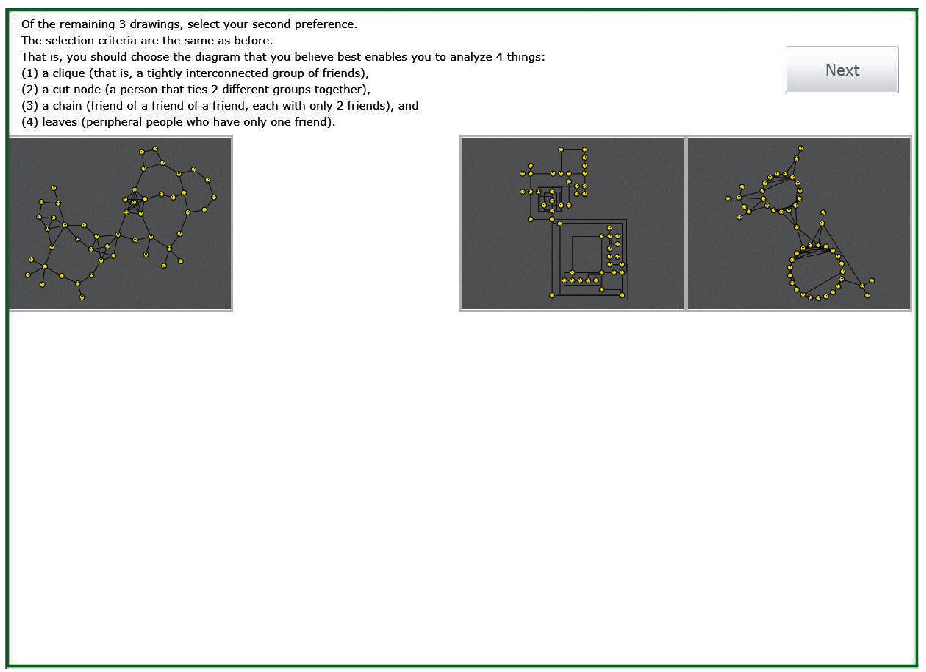 Of the remaining 3 drawings, select your second preference.
The selection criteria are the same as before.
That is, you should choose the diagram that you believe best enables you to analyze 4 things:
(1) a clique (that is, a tightly interconnected group of friends),
(2) a cut node (a person that ties 2 different groups together),
(3) a chain (friend of a friend of a friend, each with only 2 friends), and
(4) leaves (peripheral people who have only one friend).
Next